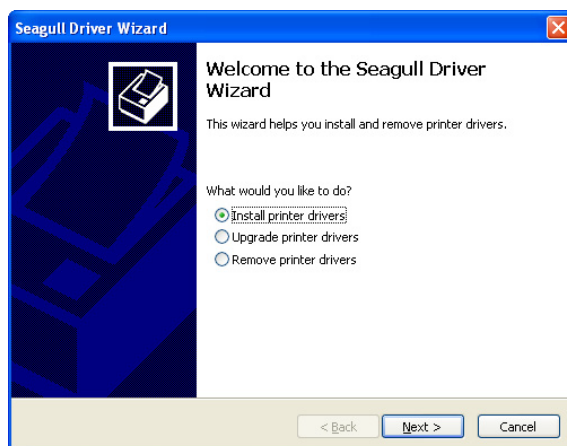 Seagull Driver Wizard
Welcome to the Seagull Driver
Wizard
This wizard helps you install and remove printer drivers.
What would you like to do?
Install printer drivers
Upgrade printer drivers
Remove printer drivers
< Back
Next >
Cancel